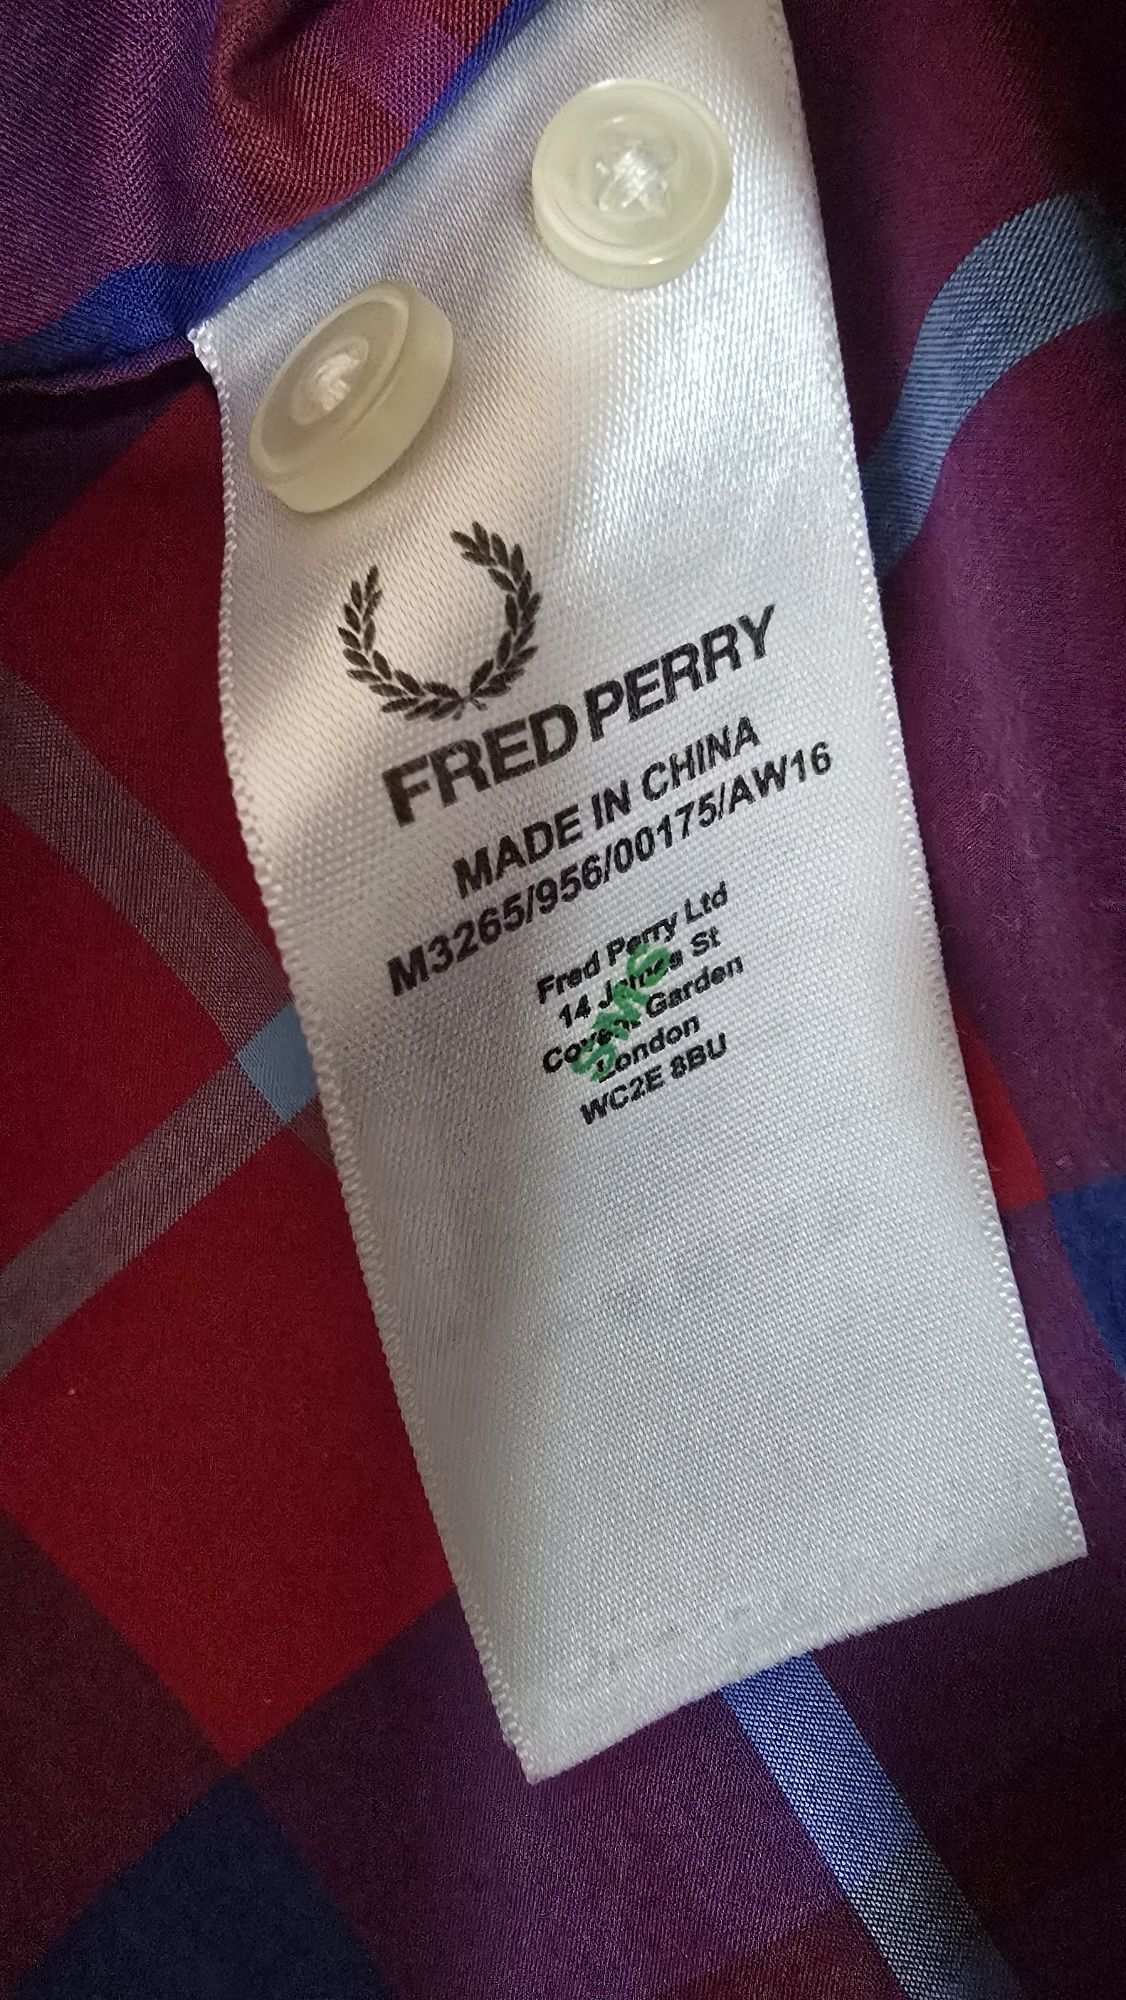 FRED PERRY
MADE IN CHINA
M3265/956/00175/AW16
Fred Perry Ltd
14 James St
Covent Garden
London
WC2E 8BU